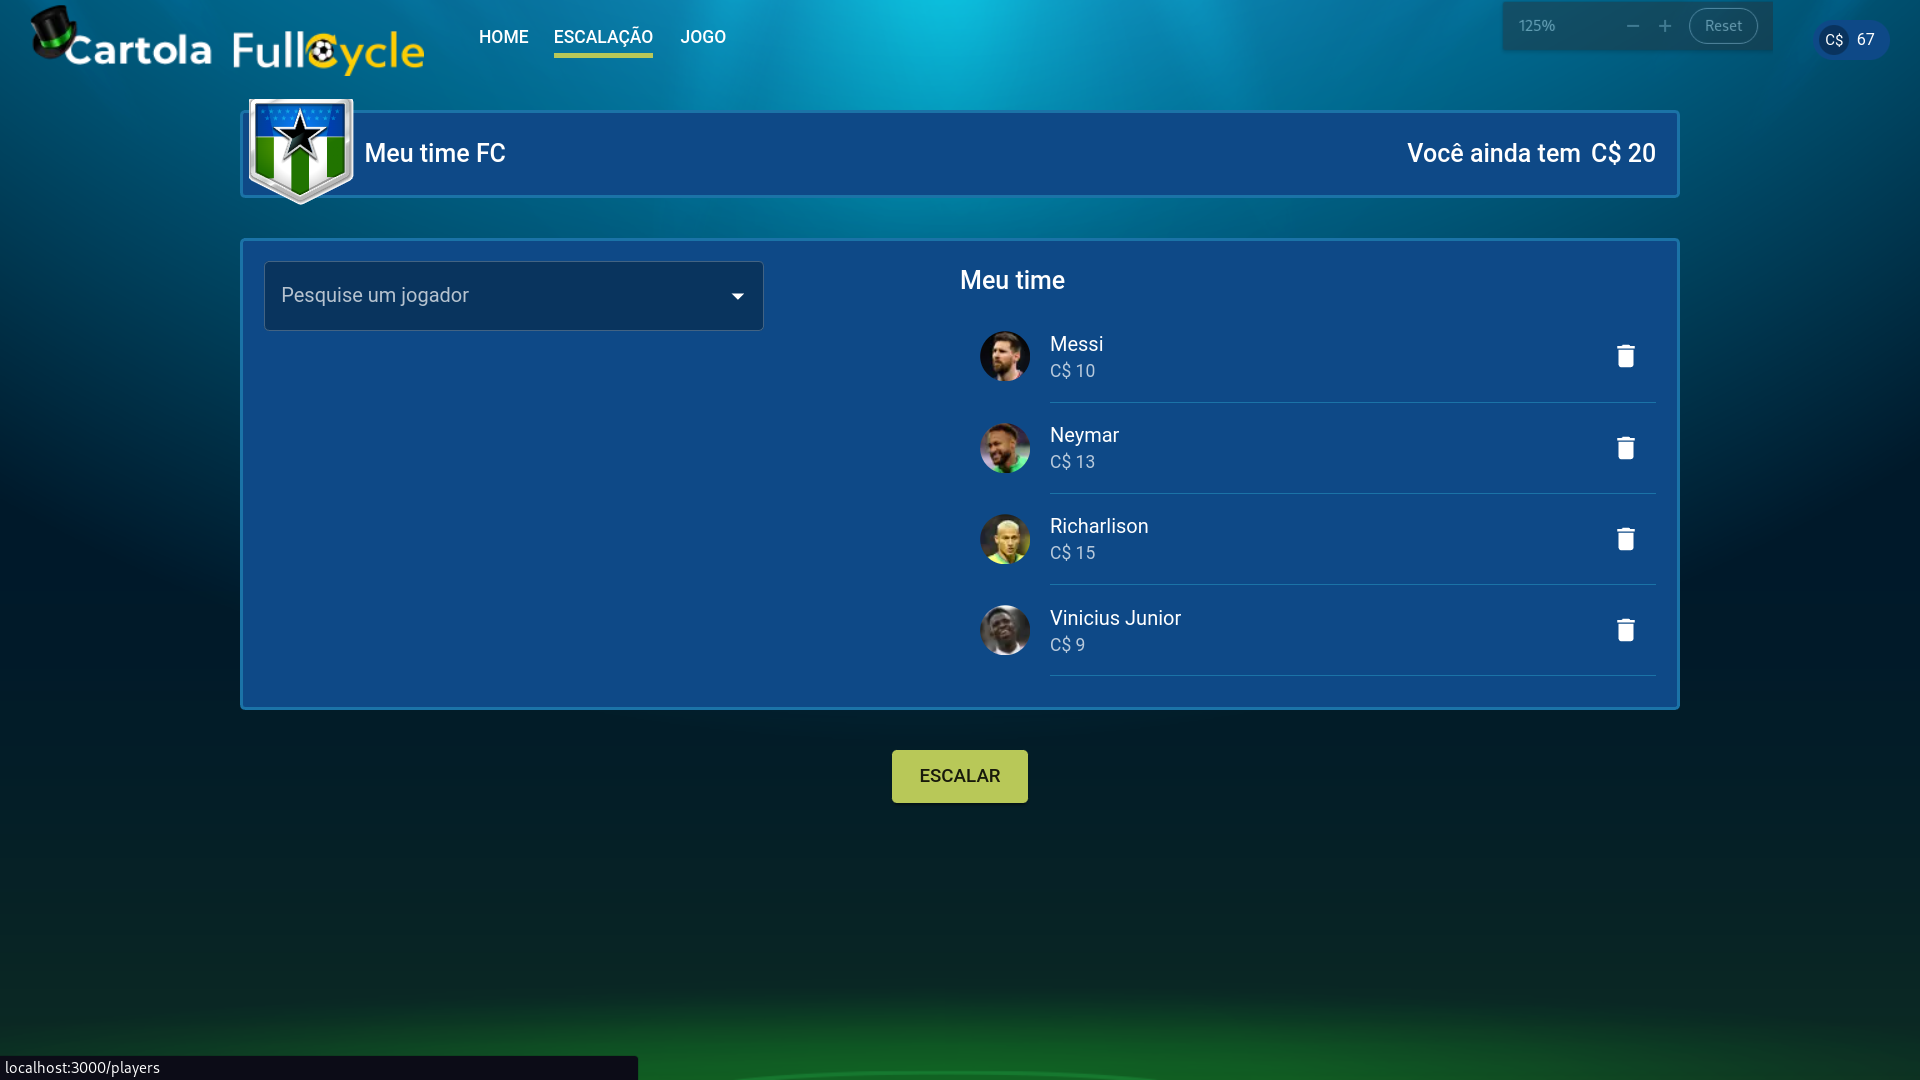 Cartola FullCycle
HOME ESCALAÇÃO JOGO
125% − + Reset
C$ 67
Meu time FC
Você ainda tem C$ 20
Pesquise um jogador
Meu time
Messi
C$ 10
Neymar
C$ 13
Richarlison
C$ 15
Vinicius Junior
C$ 9
ESCALAR
localhost:3000/players